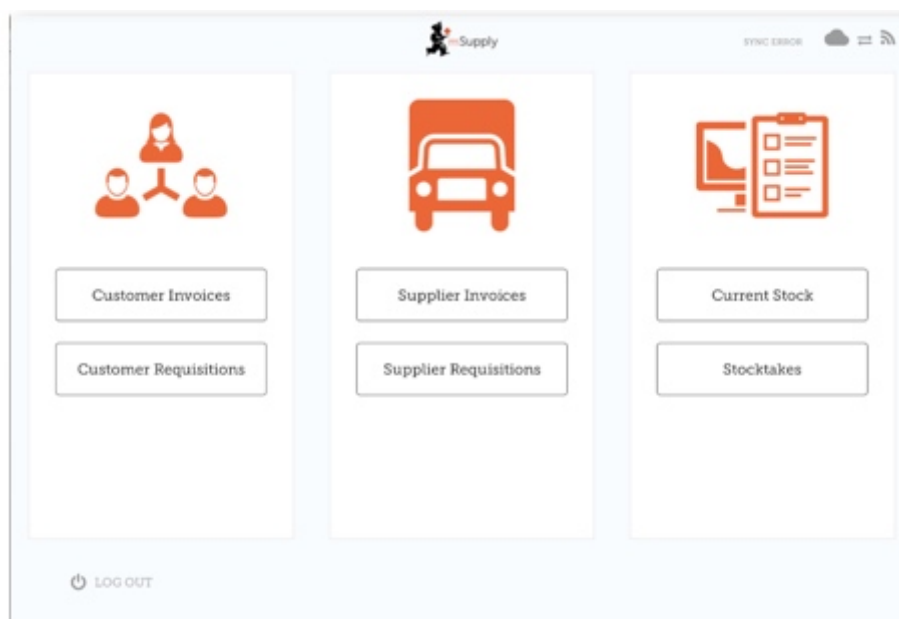 mSupply
SYNC ERROR
Customer Invoices
Supplier Invoices
Current Stock
Customer Requisitions
Supplier Requisitions
Stocktakes
LOG OUT